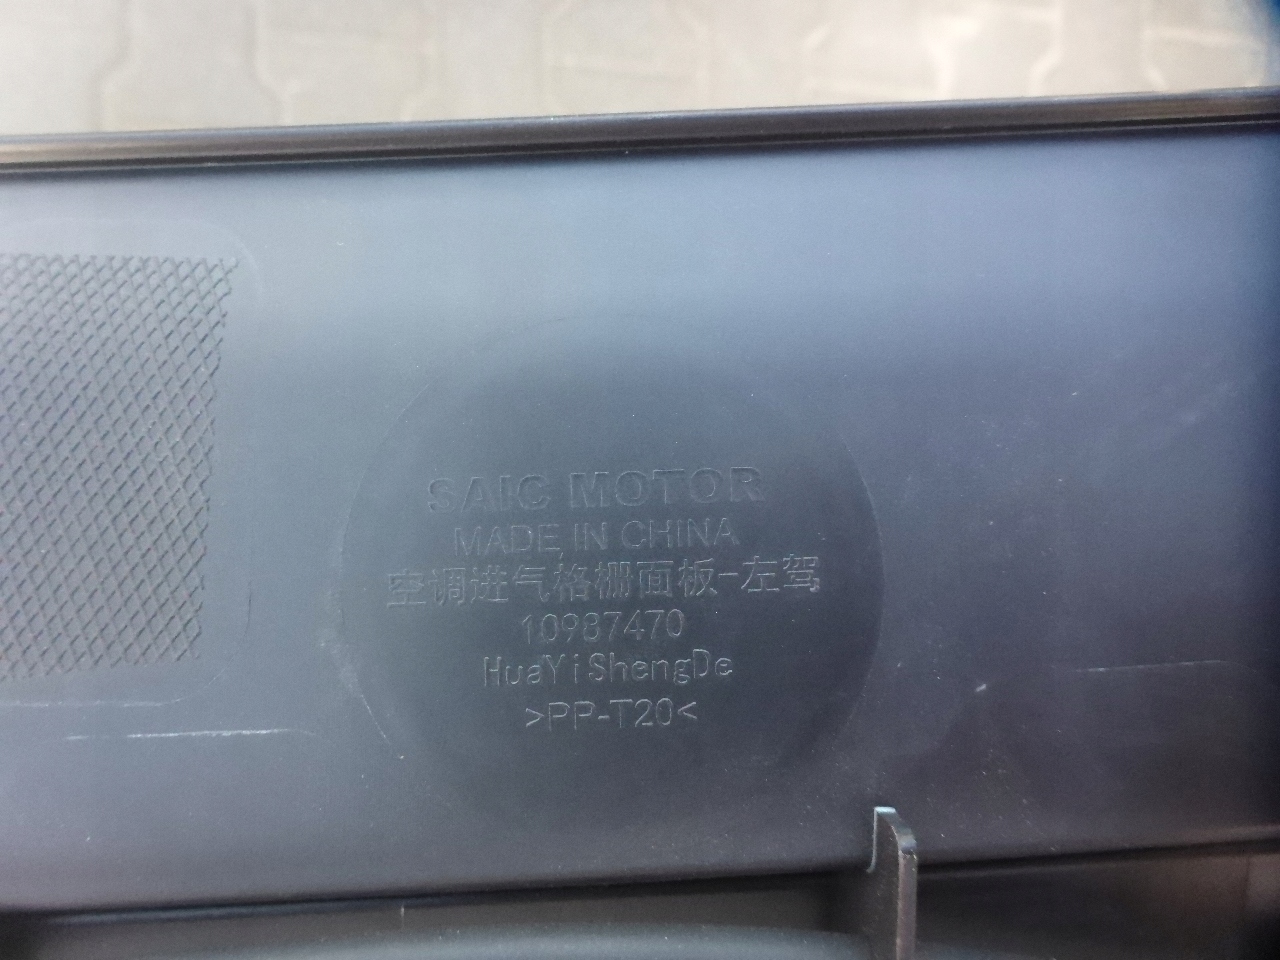 SAIC MOTOR
MADE IN CHINA
空调进气格栅面板-左驾
10987470
HuaYiShengDe
>PP-T20<